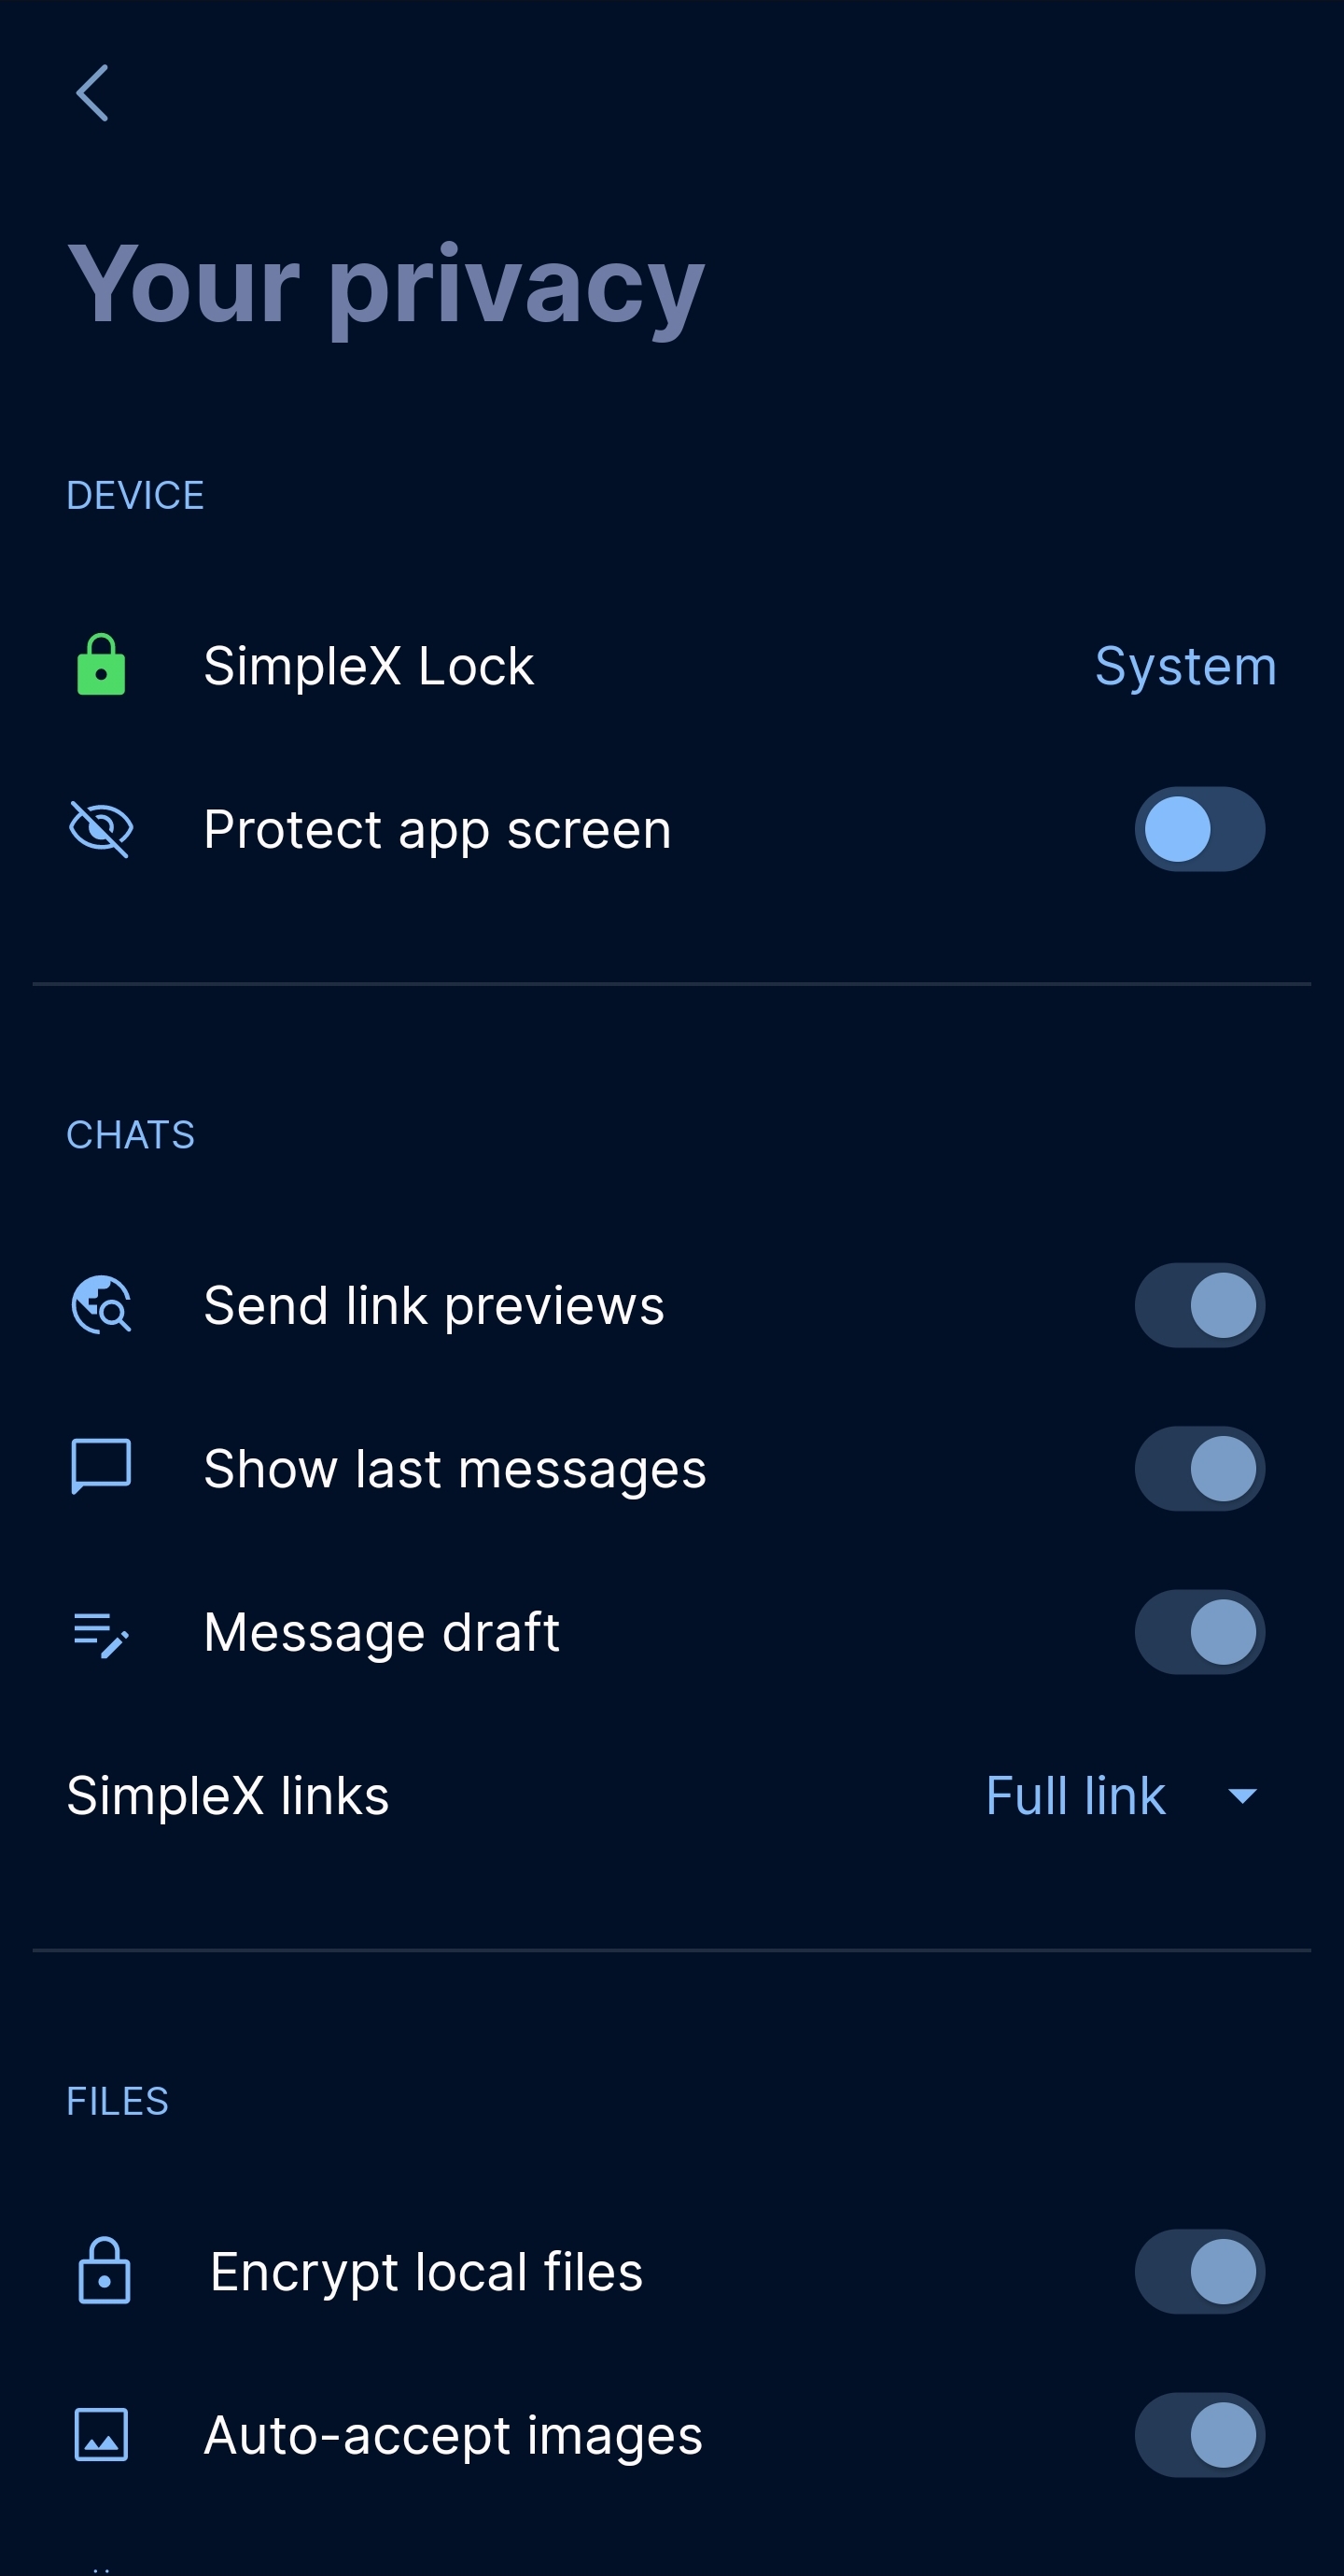 Your privacy
DEVICE
SimpleX Lock System
Protect app screen
CHATS
Send link previews
Show last messages
Message draft
SimpleX links Full link
FILES
Encrypt local files
Auto-accept images